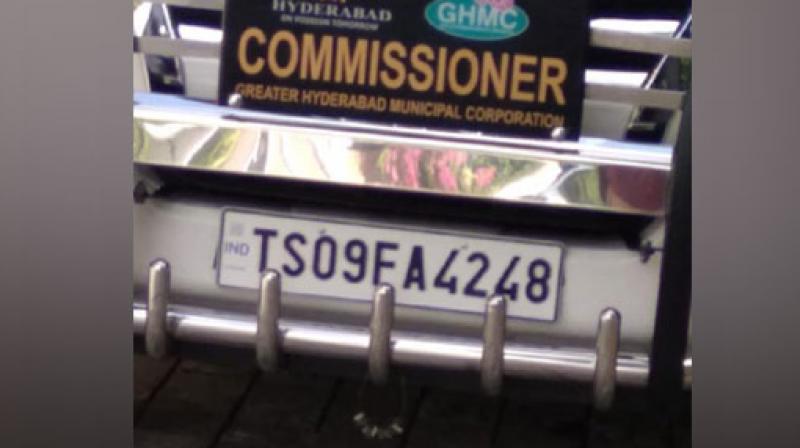 HYDERABAD
GHMC
COMMISSIONER
GREATER HYDERABAD MUNICIPAL CORPORATION
IND
TS09FA4248